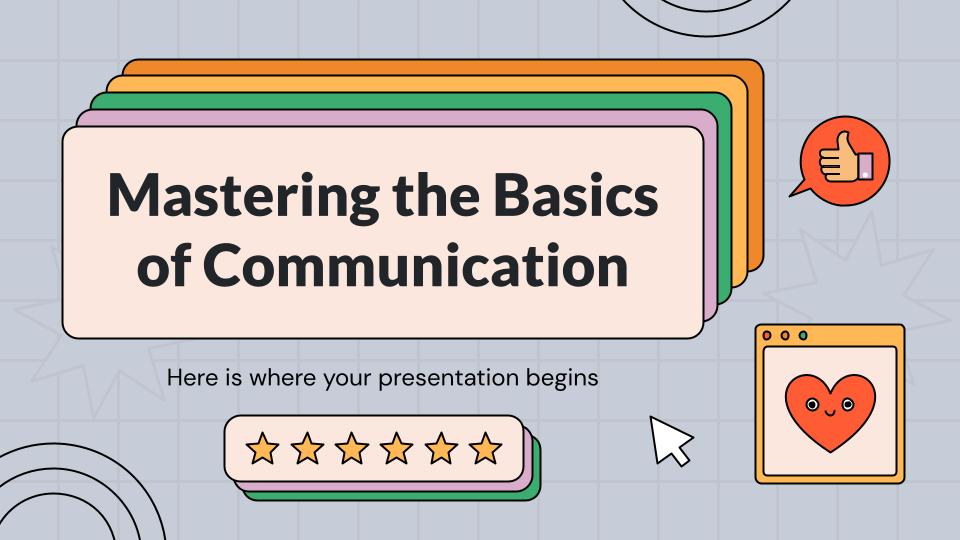 Mastering the Basics
of Communication
Here is where your presentation begins